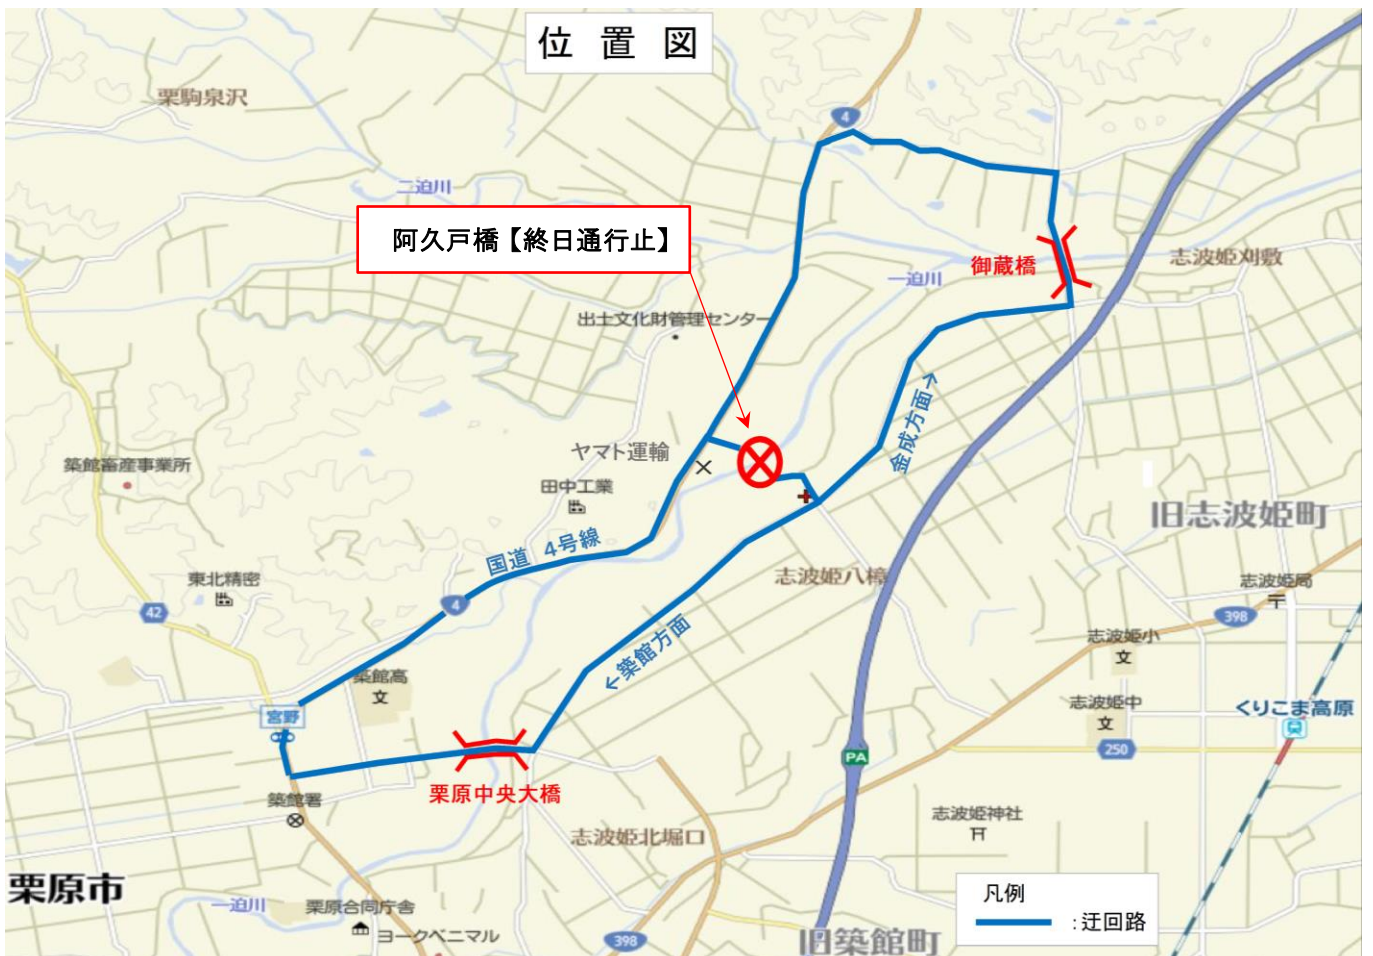 位 置 図
栗駒泉沢
4
二迫川
阿久戸橋【終日通行止】
御蔵橋
志波姫刈敷
一迫川
出土文化財管理センター
金成方面→
ヤマト運輸
築館畜産事業所
田中工業
旧志波姫町
国道 4号線
志波姫八樟
東北精密
志波姫局
42
4
398
←築館方面
志波姫小
文
築館高
文
志波姫中
文
くりこま高原
宮野
250
PA
栗原中央大橋
築館署
志波姫神社
志波姫北堀口
栗原市
一迫川
栗原合同庁舎
ヨークベニマル
398
旧築館町
凡例
:迂回路